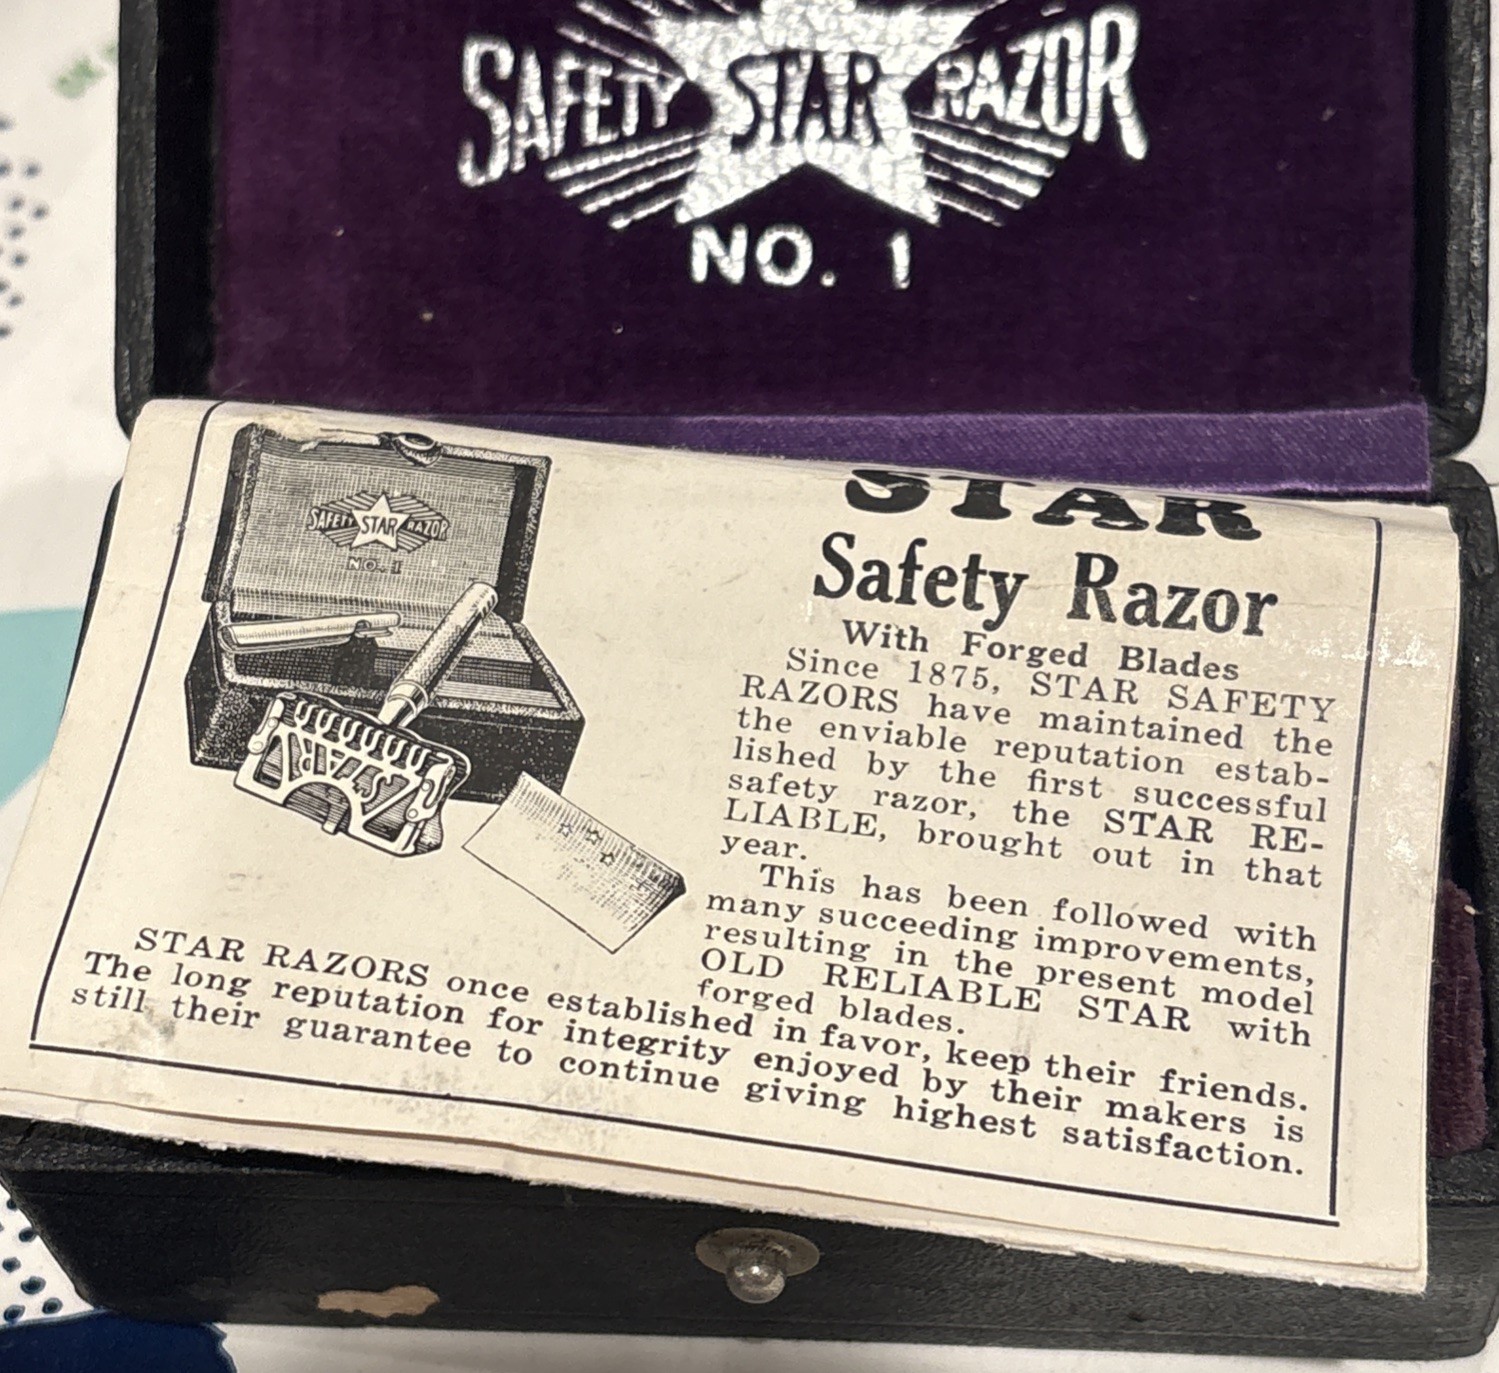 SAFETY STAR RAZOR
NO. 1
SAFETY STAR RAZOR
NO. 1
STAR
STAR
Safety Razor
With Forged Blades
Since 1875, STAR SAFETY
RAZORS have maintained the
the enviable reputation estab-
lished by the first successful
safety razor, the STAR RE-
LIABLE, brought out in that
year.
This has been followed with
many succeeding improvements,
resulting in the present model
OLD RELIABLE STAR with
forged blades.
STAR RAZORS once established in favor, keep their friends.
The long reputation for integrity enjoyed by their makers is
still their guarantee to continue giving highest satisfaction.